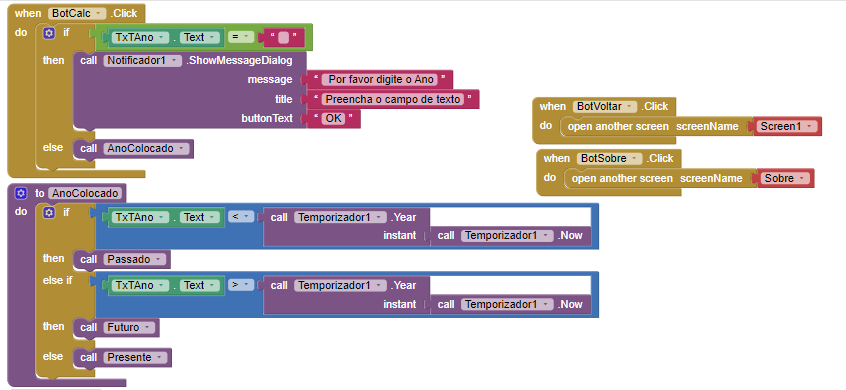 when BotCalc .Click
do if TxTAno . Text = " "
then call Notificador1 .ShowMessageDialog
message " Por favor digite o Ano "
title " Preencha o campo de texto "
buttonText " OK "
else call AnoColocado
to AnoColocado
do if TxTAno . Text < call Temporizador1 .Year
instant call Temporizador1 .Now
then call Passado
else if TxTAno . Text > call Temporizador1 .Year
instant call Temporizador1 .Now
then call Futuro
else call Presente
when BotVoltar .Click
do open another screen screenName Screen1
when BotSobre .Click
do open another screen screenName Sobre